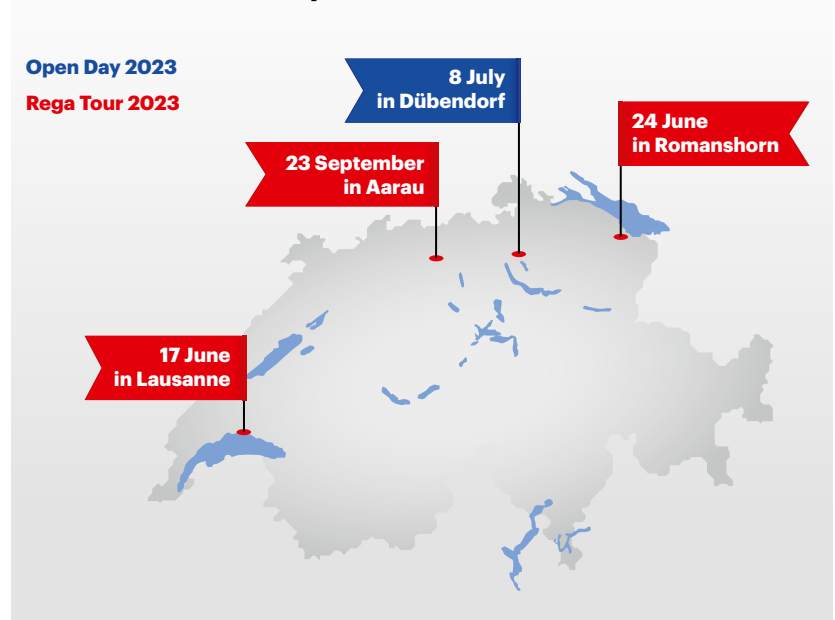 Open Day 2023
Rega Tour 2023
8 July
in Dübendorf
24 June
in Romanshorn
23 September
in Aarau
17 June
in Lausanne